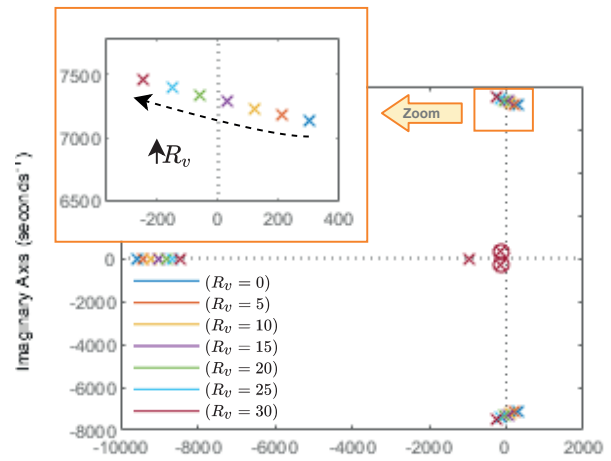 7500
7000
6500
-200
0
200
400
R_v
Zoom
Imaginary Axis (seconds⁻¹)
0
-2000
-4000
-6000
-8000
(R_v = 0)
(R_v = 5)
(R_v = 10)
(R_v = 15)
(R_v = 20)
(R_v = 25)
(R_v = 30)
-10000
-8000
-6000
-4000
-2000
0
2000